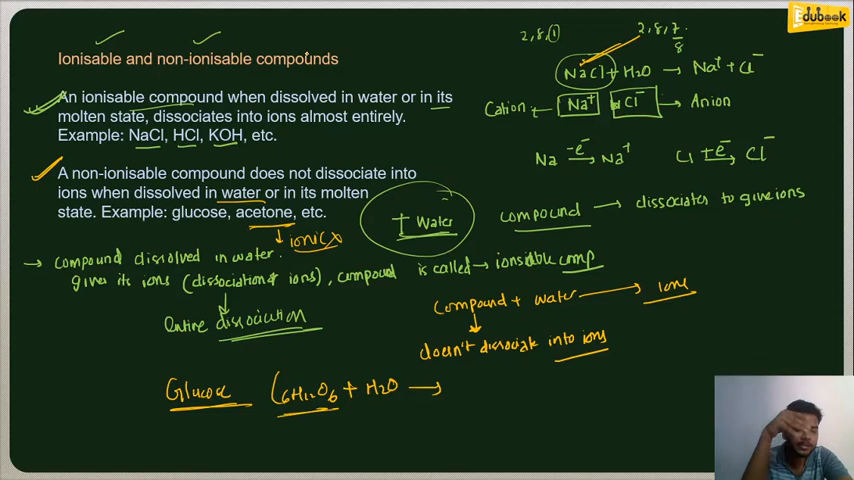 Edubook
2,8,1
2,8,7
8
Ionisable and non-ionisable compounds
NaCl + H2O → Na+ + Cl-
An ionisable compound when dissolved in water or in its
molten state, dissociates into ions almost entirely.
Example: NaCl, HCl, KOH, etc.
Cation ← Na+ Cl- → Anion
Na -e-→ Na+ Cl +e-→ Cl-
A non-ionisable compound does not dissociate into
ions when dissolved in water or in its molten
state. Example: glucose, acetone, etc.
+ Water
compound → dissociates to give ions
↓ ionic x
→ compound dissolved in water.
gives its ions (dissociation of ions), compound is called → ionisable comp
↓
Entire dissociation
Compound + water → ions
↓
doesn't dissociate into ions
Glucose C6H12O6 + H2O →